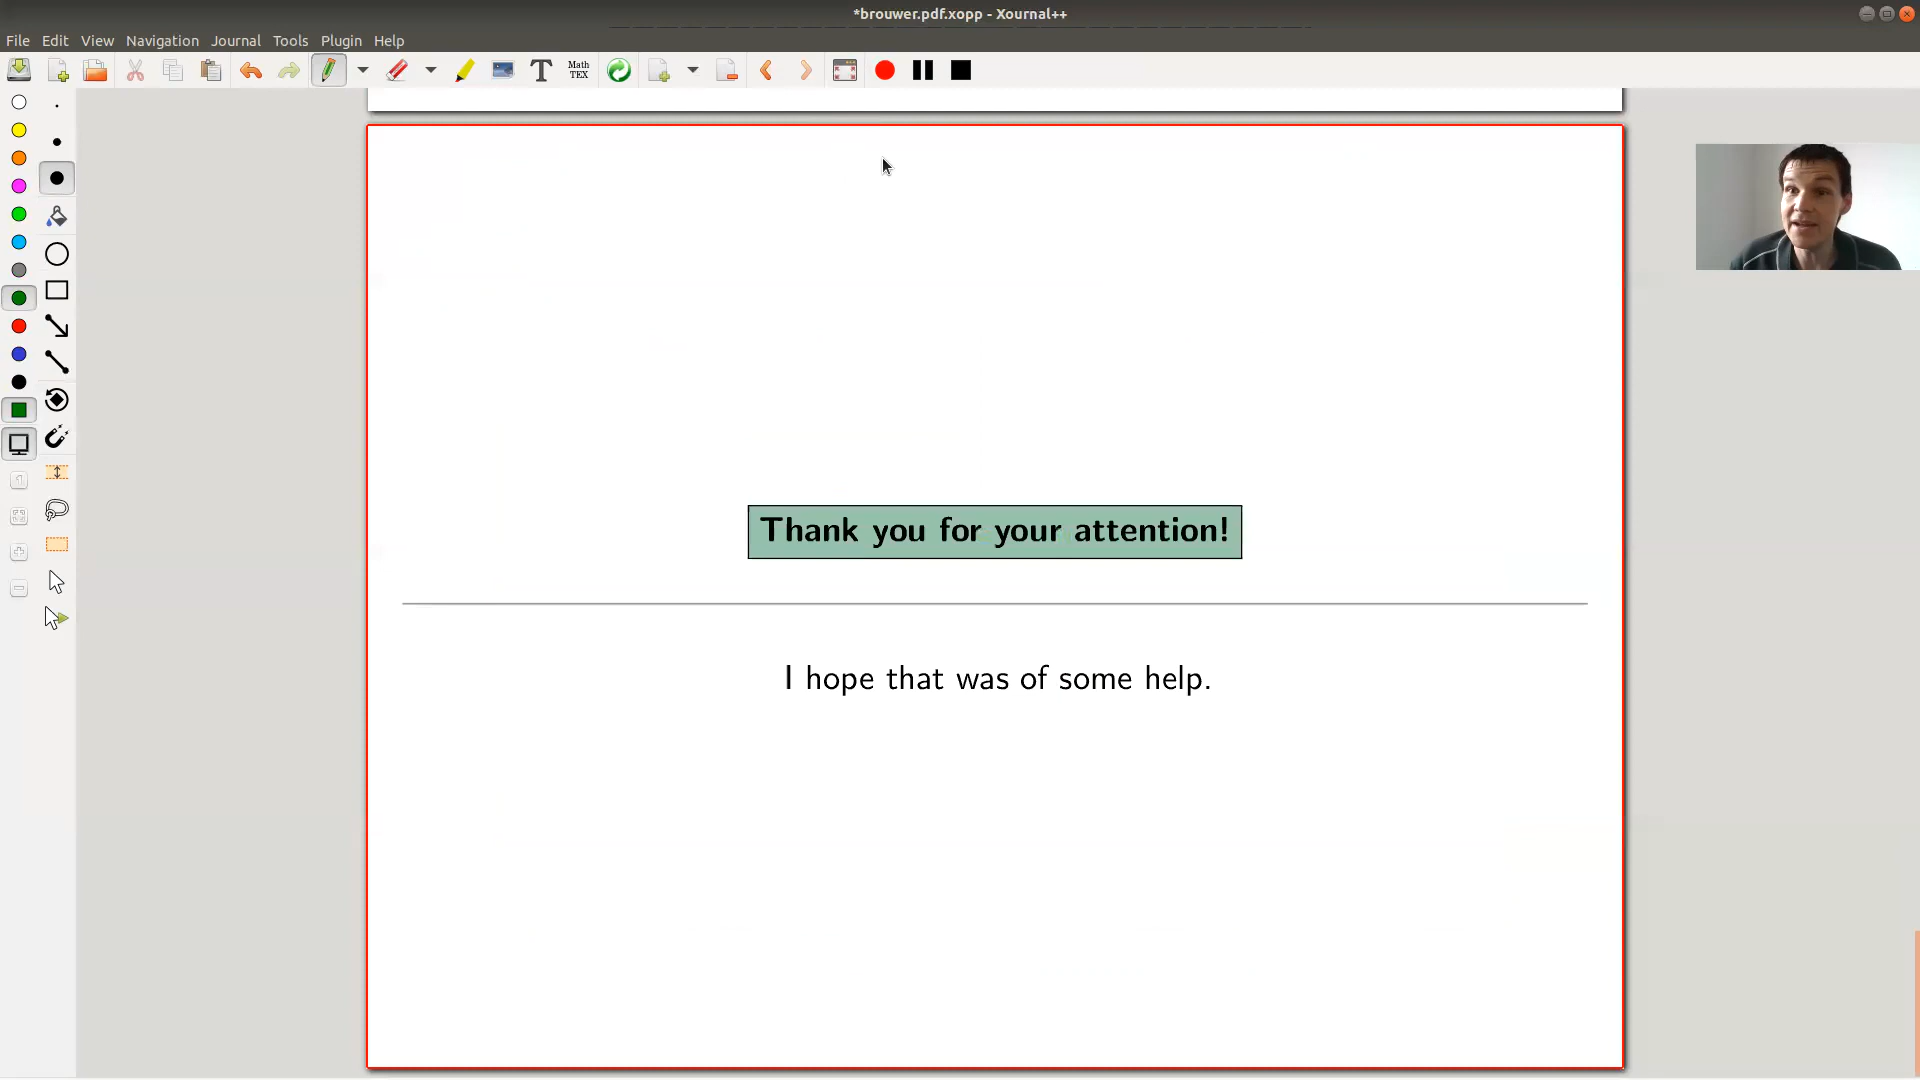 *brouwer.pdf.xopp - Xournal++
File Edit View Navigation Journal Tools Plugin Help
Math
TEX
T
Thank you for your attention!
I hope that was of some help.